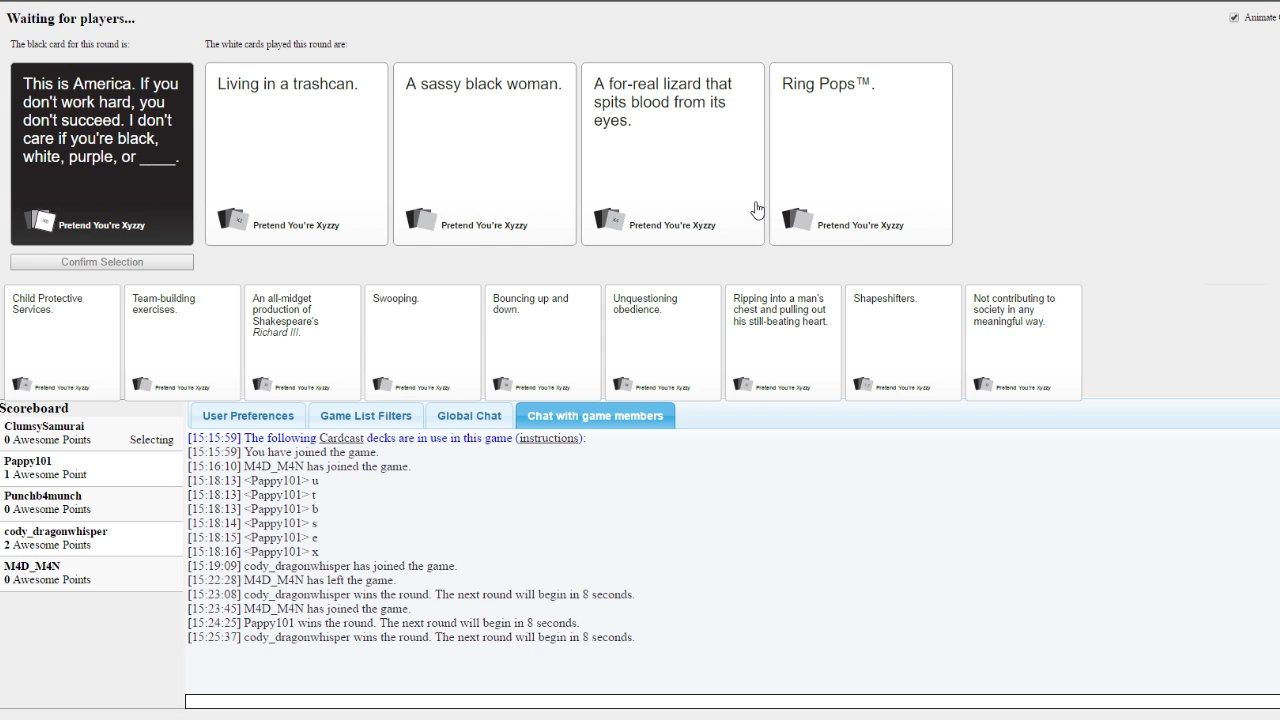 Waiting for players...
Animate
The black card for this round is:
The white cards played this round are:
This is America. If you
don't work hard, you
don't succeed. I don't
care if you're black,
white, purple, or ____.
Pretend You're Xyzzy
Living in a trashcan.
Pretend You're Xyzzy
A sassy black woman.
Pretend You're Xyzzy
A for-real lizard that
spits blood from its
eyes.
Pretend You're Xyzzy
Ring Pops™.
Pretend You're Xyzzy
Confirm Selection
Child Protective
Services.
Pretend You're Xyzzy
Team-building
exercises.
Pretend You're Xyzzy
An all-midget
production of
Shakespeare's
Richard III.
Pretend You're Xyzzy
Swooping.
Pretend You're Xyzzy
Bouncing up and
down.
Pretend You're Xyzzy
Unquestioning
obedience.
Pretend You're Xyzzy
Ripping into a man's
chest and pulling out
his still-beating heart.
Pretend You're Xyzzy
Shapeshifters.
Pretend You're Xyzzy
Not contributing to
society in any
meaningful way.
Pretend You're Xyzzy
Scoreboard
ClumsySamurai
0 Awesome Points Selecting
Pappy101
1 Awesome Point
Punchb4munch
0 Awesome Points
cody_dragonwhisper
2 Awesome Points
M4D_M4N
0 Awesome Points
User Preferences
Game List Filters
Global Chat
Chat with game members
[15:15:59] The following Cardcast decks are in use in this game (instructions):
[15:15:59] You have joined the game.
[15:16:10] M4D_M4N has joined the game.
[15:18:13] <Pappy101> u
[15:18:13] <Pappy101> t
[15:18:13] <Pappy101> b
[15:18:14] <Pappy101> s
[15:18:15] <Pappy101> e
[15:18:16] <Pappy101> x
[15:19:09] cody_dragonwhisper has joined the game.
[15:22:28] M4D_M4N has left the game.
[15:23:08] cody_dragonwhisper wins the round. The next round will begin in 8 seconds.
[15:23:45] M4D_M4N has joined the game.
[15:24:25] Pappy101 wins the round. The next round will begin in 8 seconds.
[15:25:37] cody_dragonwhisper wins the round. The next round will begin in 8 seconds.